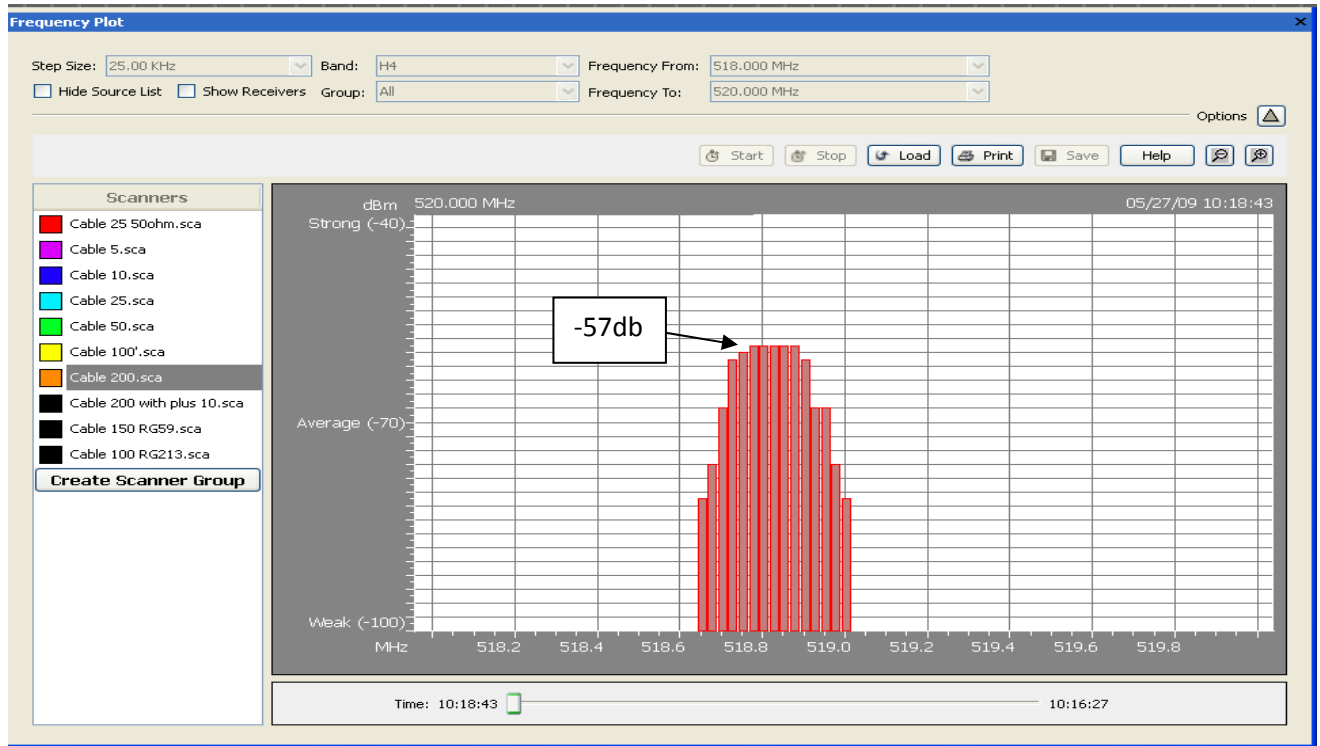 Frequency Plot
Step Size: 25.00 KHz Band: H4 Frequency From: 518.000 MHz
Hide Source List Show Receivers Group: All Frequency To: 520.000 MHz
Options
Start Stop Load Print Save Help
Scanners
Cable 25 50ohm.sca
Cable 5.sca
Cable 10.sca
Cable 25.sca
Cable 50.sca
Cable 100'.sca
Cable 200.sca
Cable 200 with plus 10.sca
Cable 150 RG59.sca
Cable 100 RG213.sca
Create Scanner Group
dBm 520.000 MHz 05/27/09 10:18:43
Strong (-40)
-57db
Average (-70)
Weak (-100)
MHz 518.2 518.4 518.6 518.8 519.0 519.2 519.4 519.6 519.8
Time: 10:18:43 10:16:27